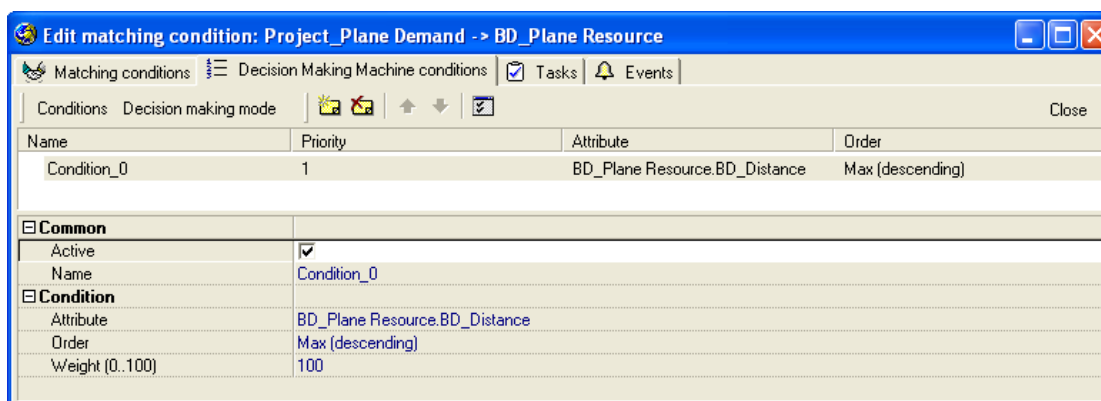 Edit matching condition: Project_Plane Demand -> BD_Plane Resource
Matching conditions Decision Making Machine conditions Tasks Events
Conditions Decision making mode Close
Name Priority Attribute Order
Condition_0 1 BD_Plane Resource.BD_Distance Max (descending)
Common
Active
Name Condition_0
Condition
Attribute BD_Plane Resource.BD_Distance
Order Max (descending)
Weight (0..100) 100